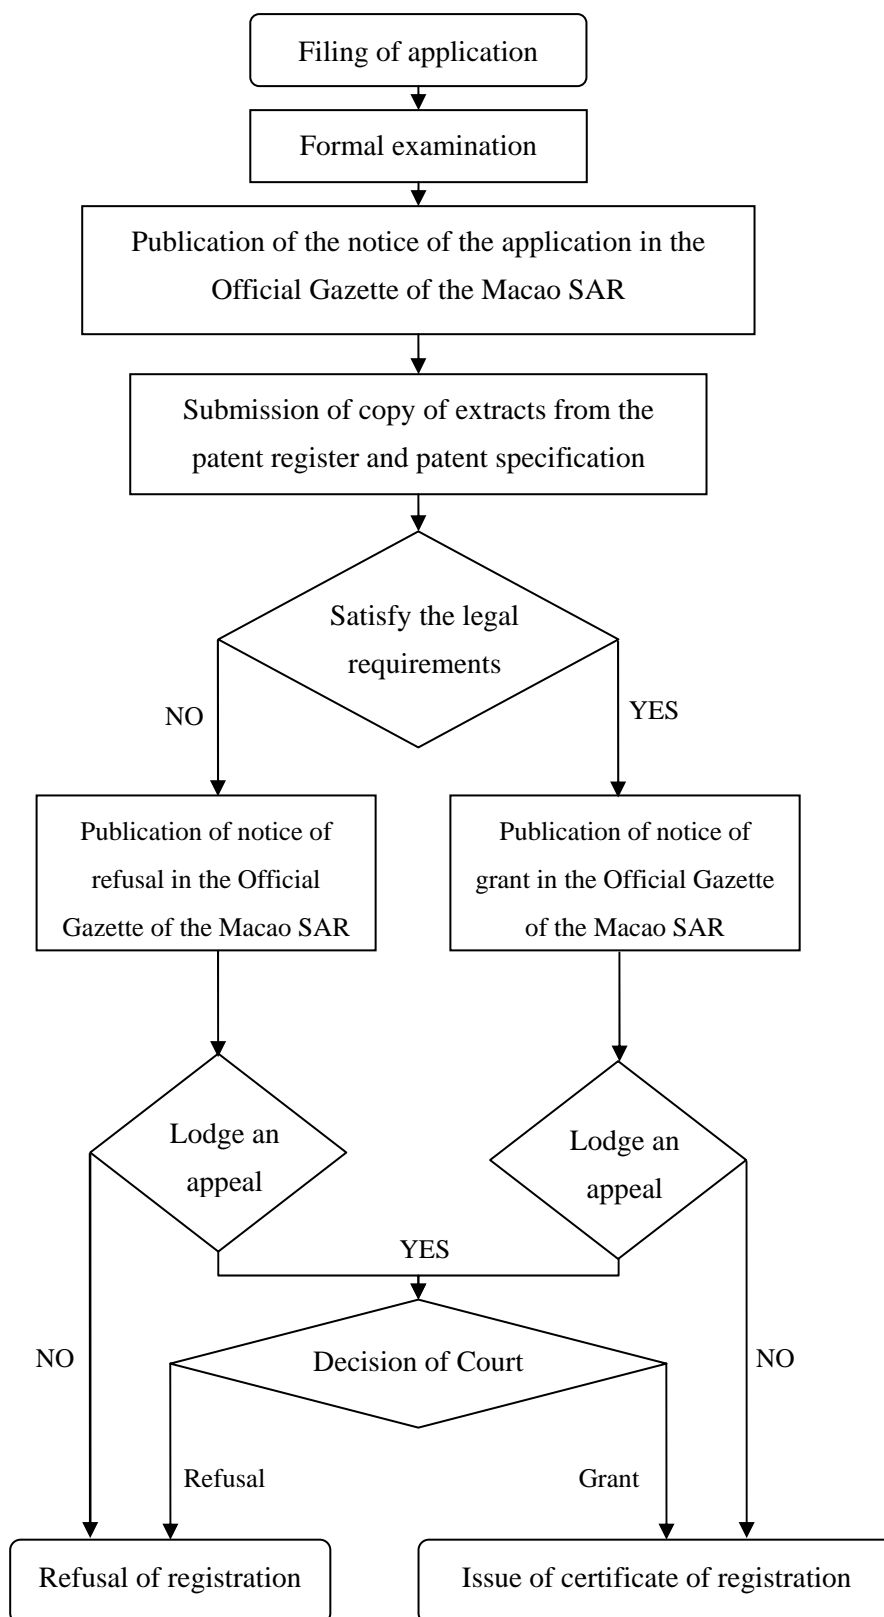 Filing of application
Formal examination
Publication of the notice of the application in the
Official Gazette of the Macao SAR
Submission of copy of extracts from the
patent register and patent specification
Satisfy the legal
requirements
NO
YES
Publication of notice of
refusal in the Official
Gazette of the Macao SAR
Publication of notice of
grant in the Official Gazette
of the Macao SAR
Lodge an
appeal
Lodge an
appeal
YES
NO
Decision of Court
NO
Refusal
Grant
Refusal of registration
Issue of certificate of registration